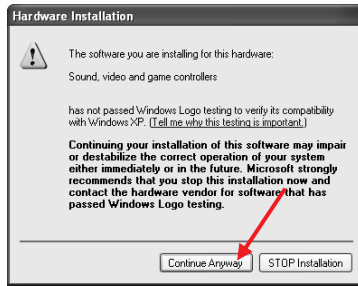 Hardware Installation
The software you are installing for this hardware:
Sound, video and game controllers
has not passed Windows Logo testing to verify its compatibility
with Windows XP. (Tell me why this testing is important.)
Continuing your installation of this software may impair
or destabilize the correct operation of your system
either immediately or in the future. Microsoft strongly
recommends that you stop this installation now and
contact the hardware vendor for software that has
passed Windows Logo testing.
Continue Anyway
STOP Installation